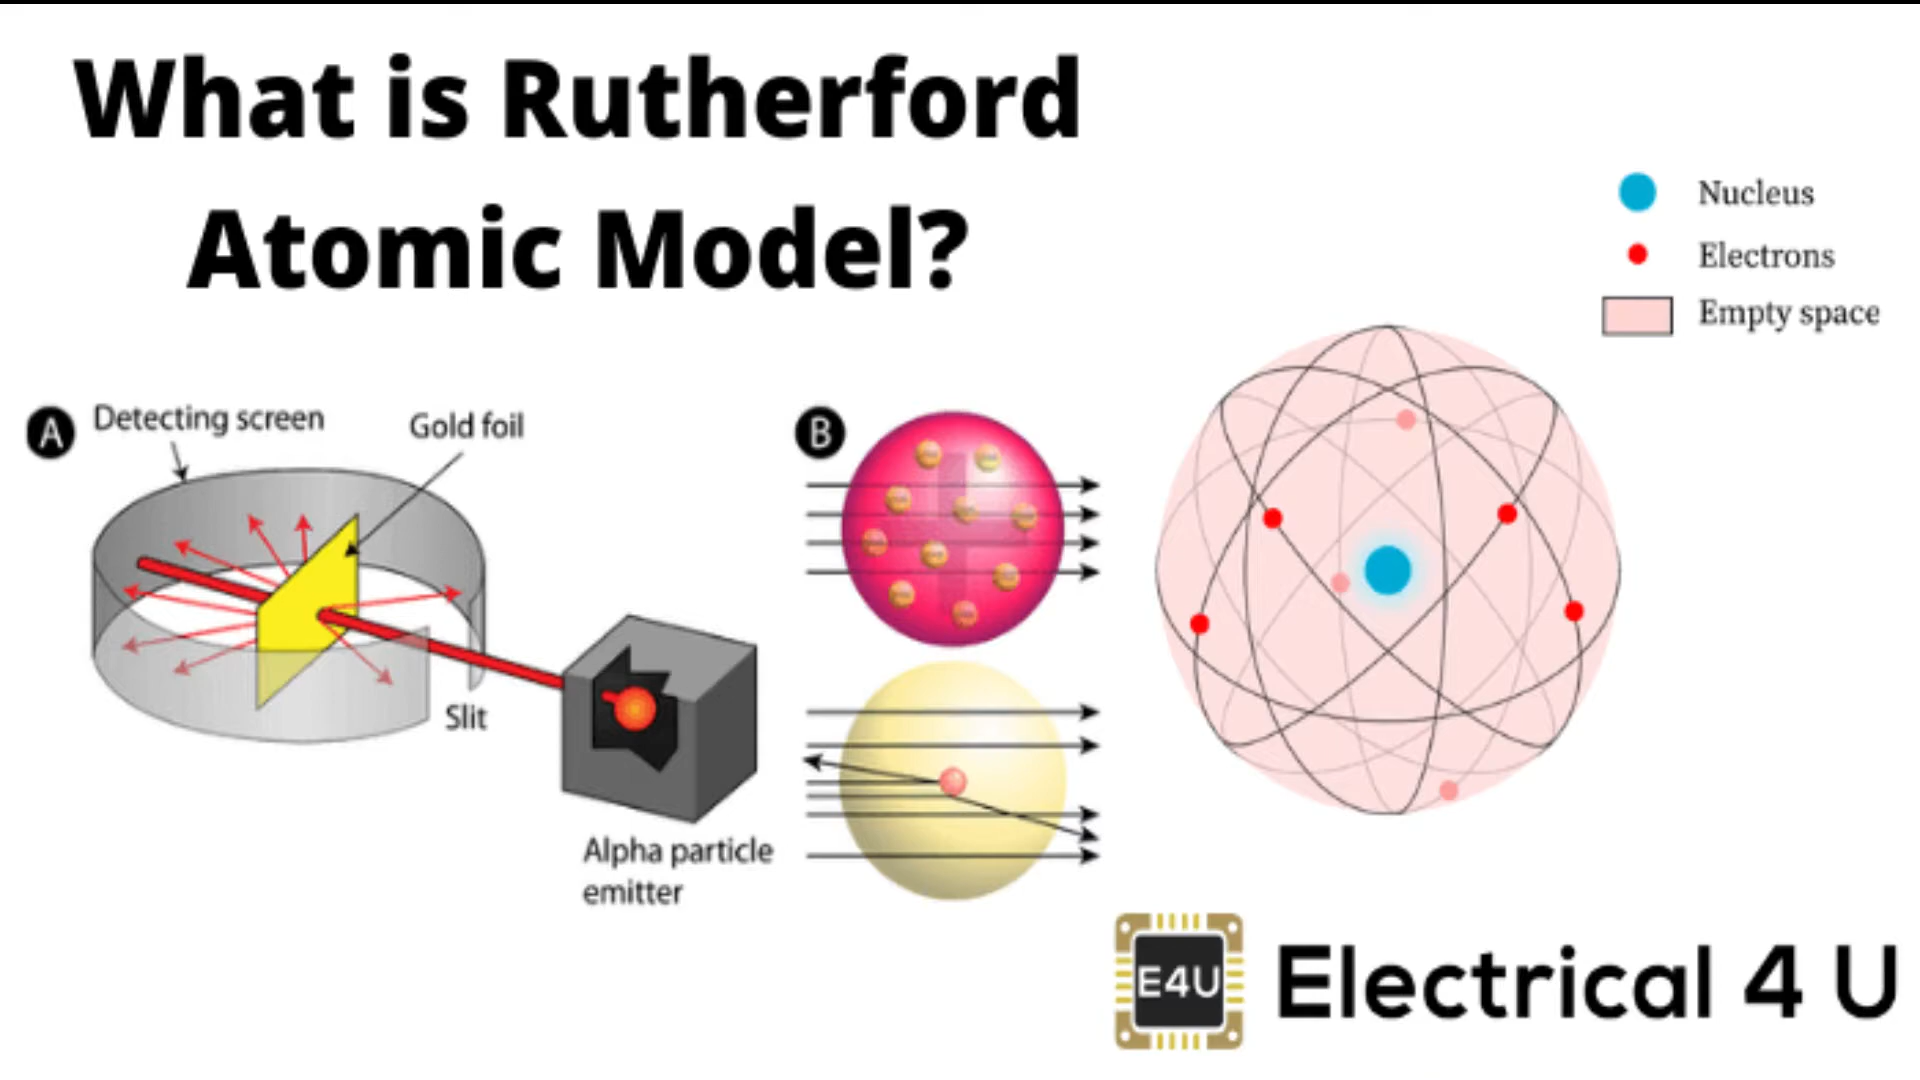 What is Rutherford
Atomic Model?
Nucleus
Electrons
Empty space
A
Detecting screen
Gold foil
Slit
Alpha particle
emitter
B
E4U
Electrical 4 U